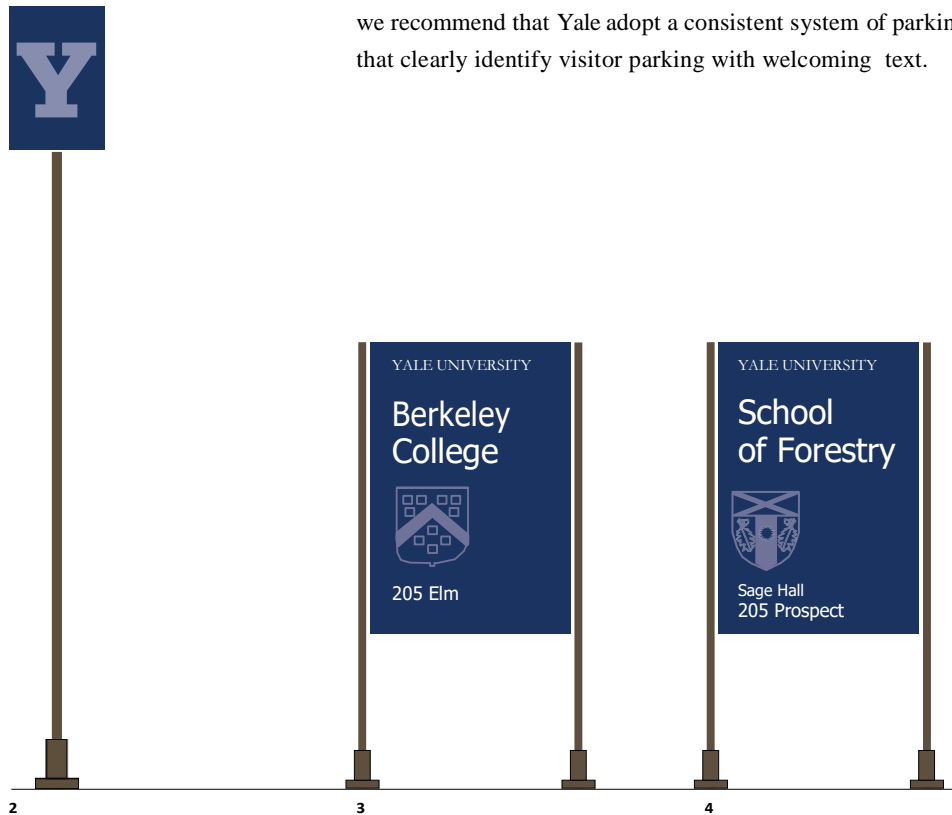 we recommend that Yale adopt a consistent system of parkin
that clearly identify visitor parking with welcoming text.
Y
YALE UNIVERSITY
Berkeley
College
205 Elm
YALE UNIVERSITY
School
of Forestry
Sage Hall
205 Prospect
2
3
4